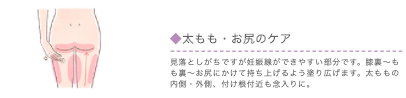 ◆太もも・お尻のケア
見落としがちですが妊娠線ができやすい部分です。膝裏～も
も裏～お尻にかけて持ち上げるよう塗り広げます。太ももの
内側・外側、付け根付近も念入りに。